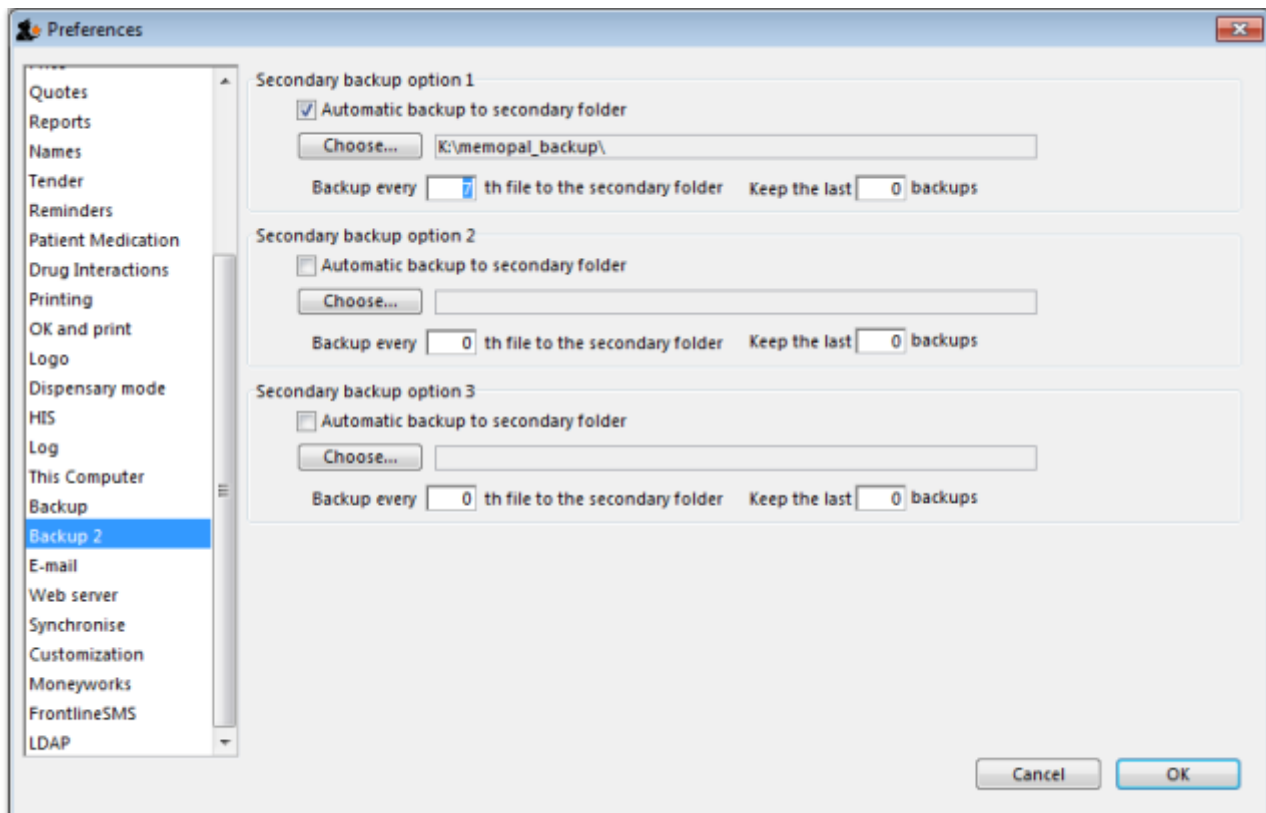 Preferences
Quotes
Reports
Names
Tender
Reminders
Patient Medication
Drug Interactions
Printing
OK and print
Logo
Dispensary mode
HIS
Log
This Computer
Backup
Backup 2
E-mail
Web server
Synchronise
Customization
Moneyworks
FrontlineSMS
LDAP
Secondary backup option 1
Automatic backup to secondary folder
Choose... K:\memopal_backup\
Backup every 7 th file to the secondary folder Keep the last 0 backups
Secondary backup option 2
Automatic backup to secondary folder
Choose...
Backup every 0 th file to the secondary folder Keep the last 0 backups
Secondary backup option 3
Automatic backup to secondary folder
Choose...
Backup every 0 th file to the secondary folder Keep the last 0 backups
Cancel OK